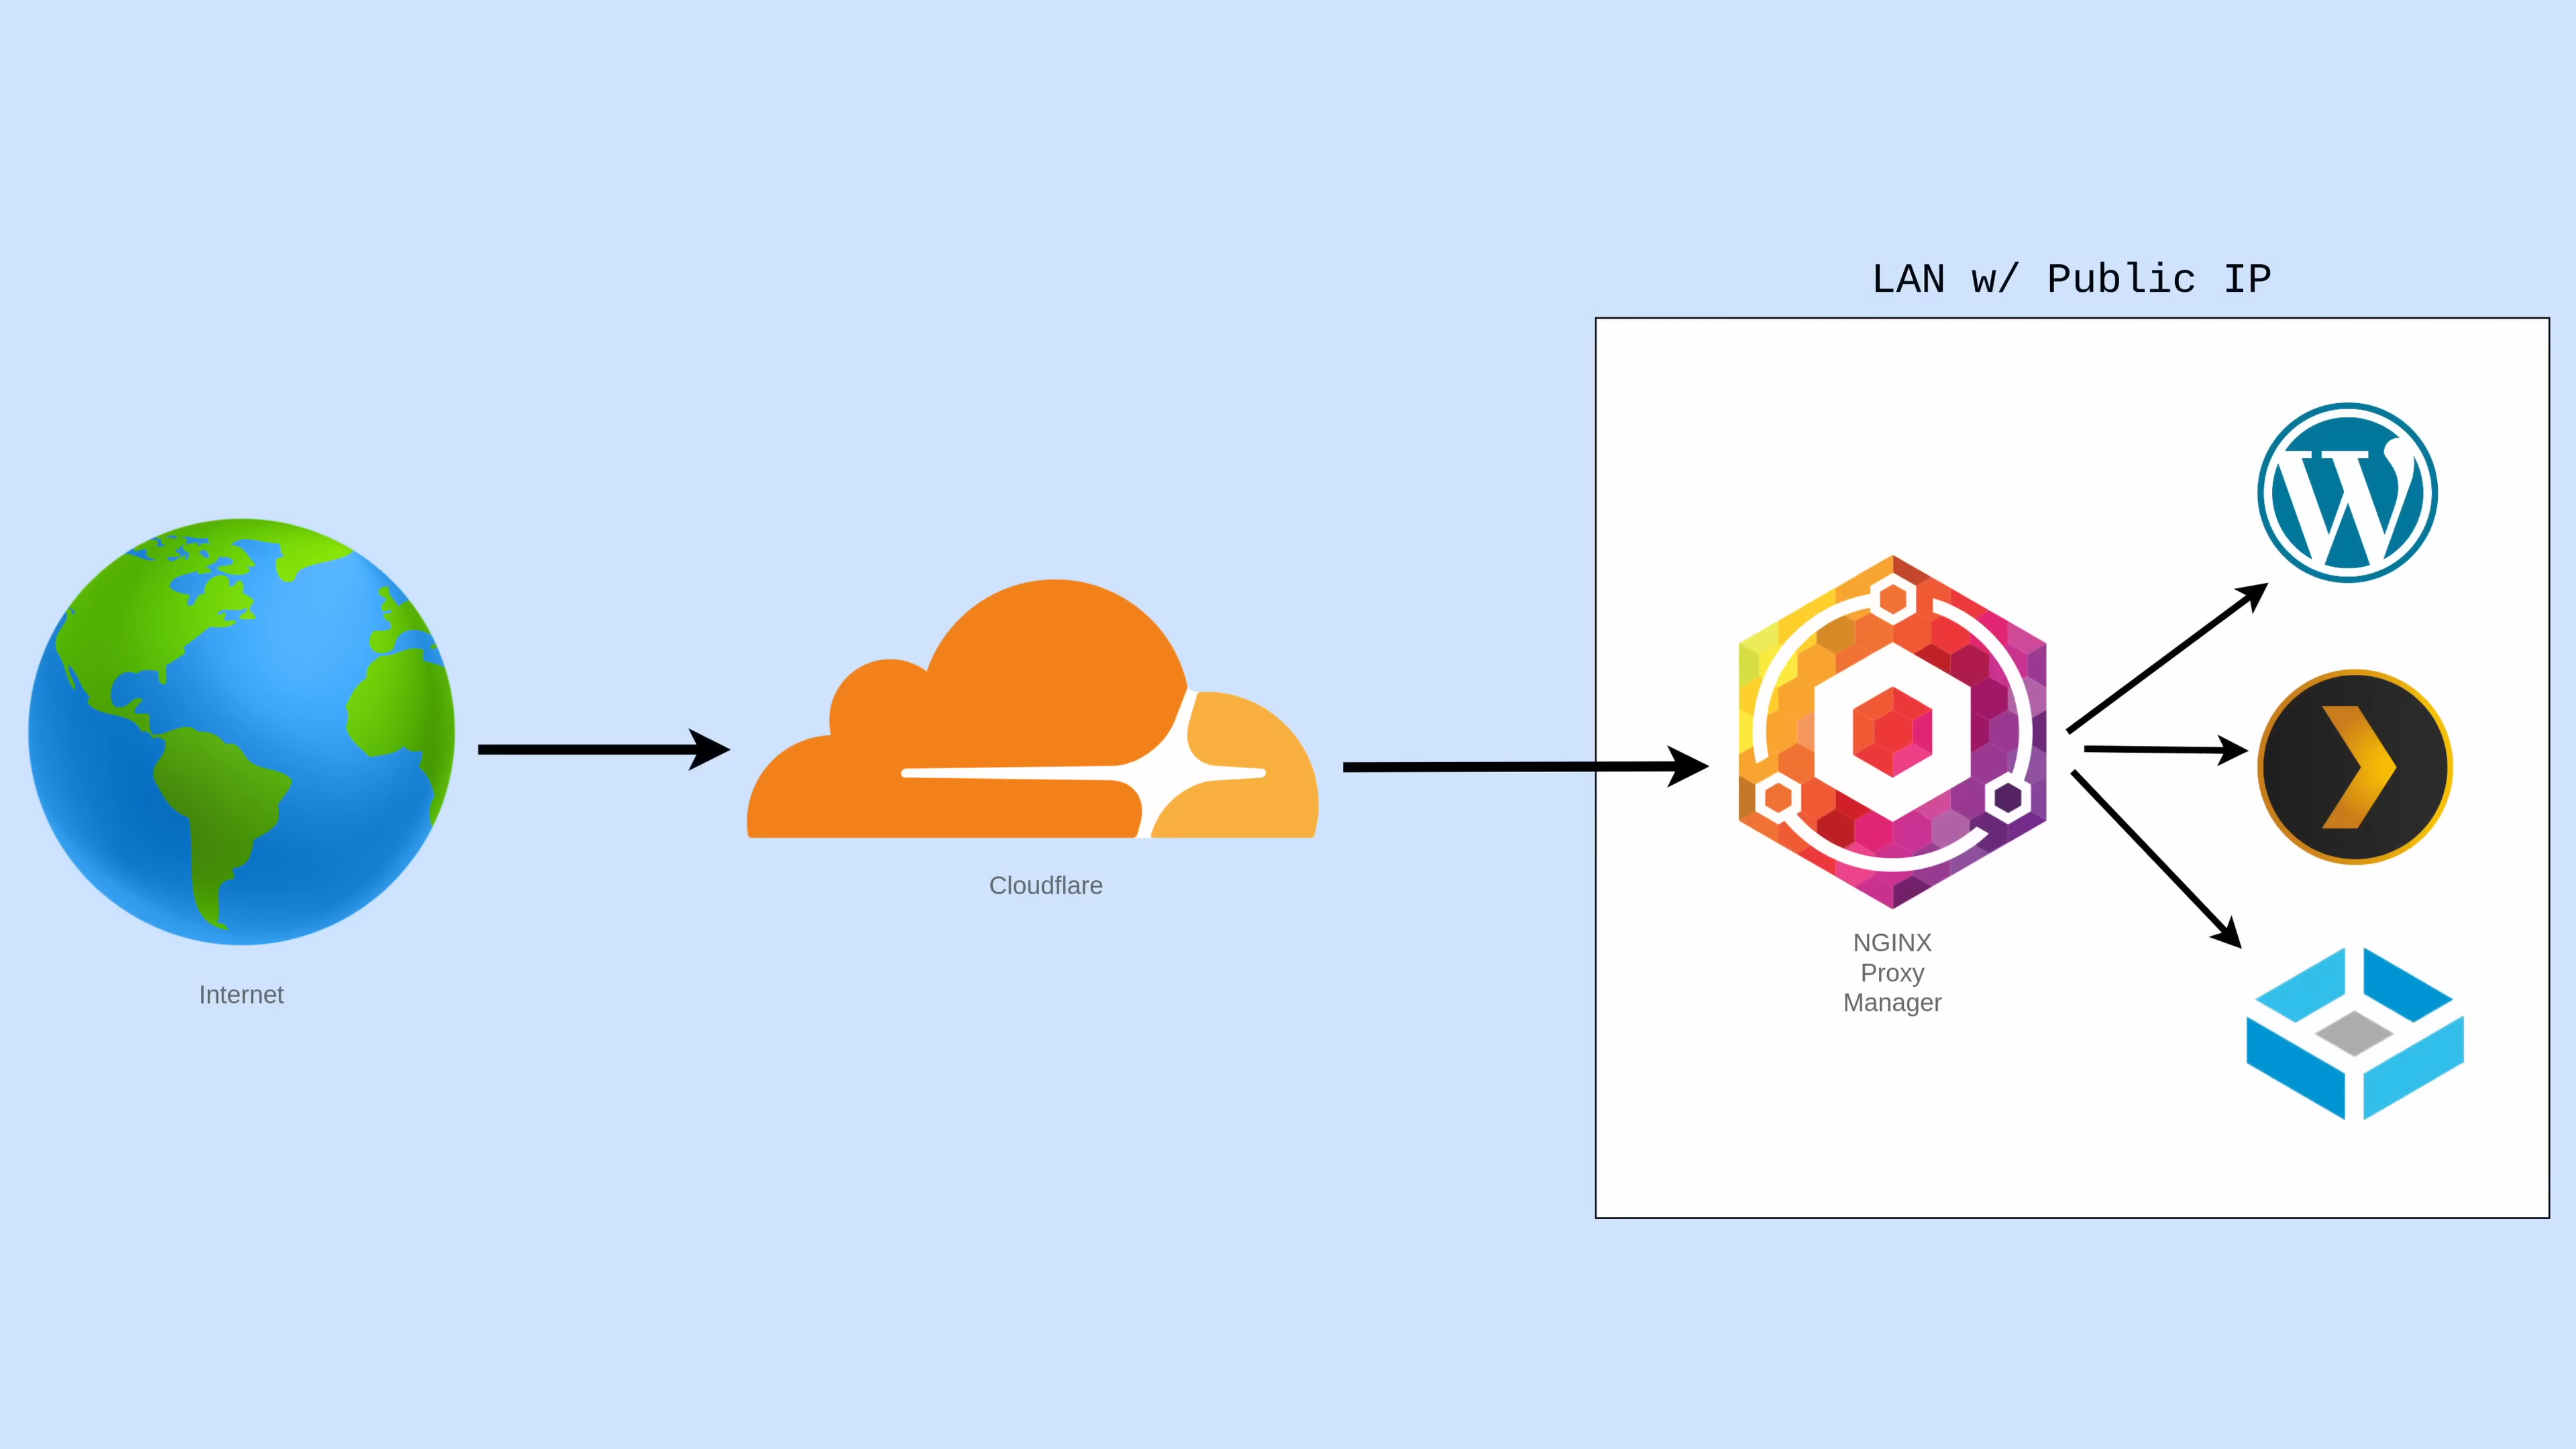 LAN w/ Public IP
Internet
Cloudflare
NGINX
Proxy
Manager